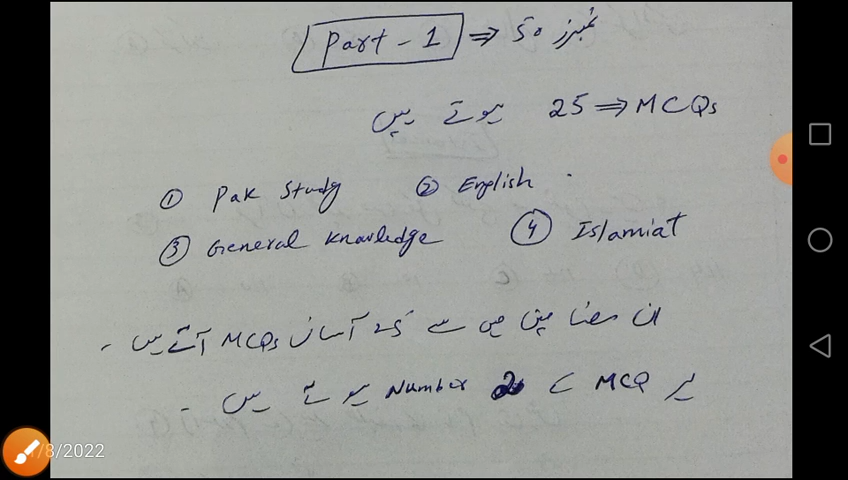 Part - 1 ⇒ 50 نمبرز
25 ⇒ MCQs ہوتے ہیں
① Pak Study ② English
③ General Knowledge ④ Islamiat
ان مضامین میں سے آسان MCQs آتے ہیں ۔
ہر MCQ کے 2 Number ہوتے ہیں ۔
/8/2022